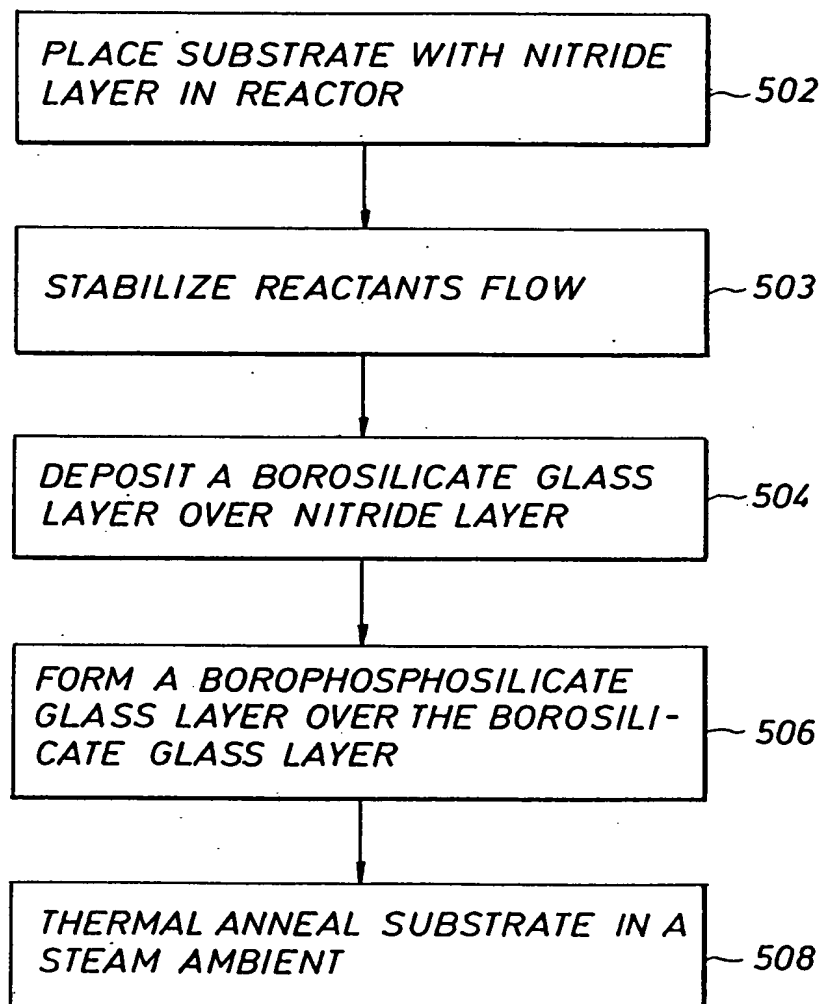 PLACE SUBSTRATE WITH NITRIDE
LAYER IN REACTOR
502
STABILIZE REACTANTS FLOW
503
DEPOSIT A BOROSILICATE GLASS
LAYER OVER NITRIDE LAYER
504
FORM A BOROPHOSPHOSILICATE
GLASS LAYER OVER THE BOROSILI-
CATE GLASS LAYER
506
THERMAL ANNEAL SUBSTRATE IN A
STEAM AMBIENT
508